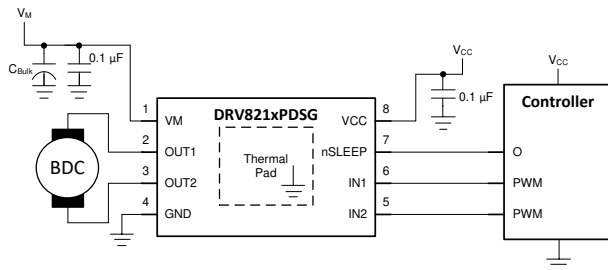 VM
CBulk
0.1 µF
1
VM
2
OUT1
3
OUT2
4
GND
BDC
DRV821xPDSG
Thermal
Pad
VCC
8
nSLEEP
7
IN1
6
IN2
5
VCC
0.1 µF
VCC
Controller
O
PWM
PWM